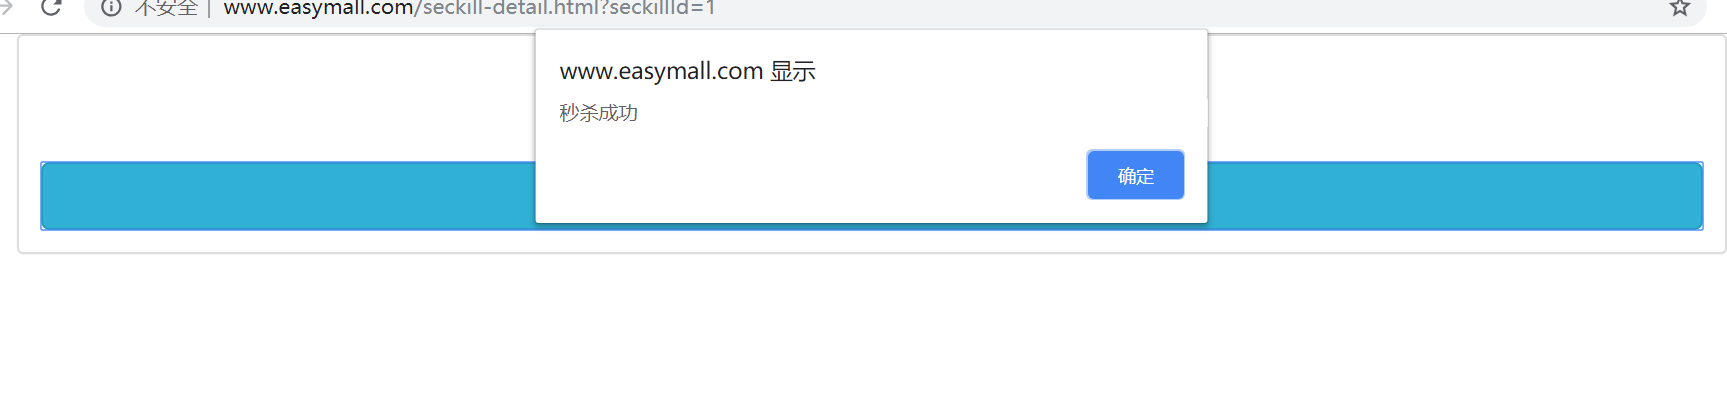 不安全 | www.easymall.com/seckill-detail.html?seckillId=1
www.easymall.com 显示
秒杀成功
确定